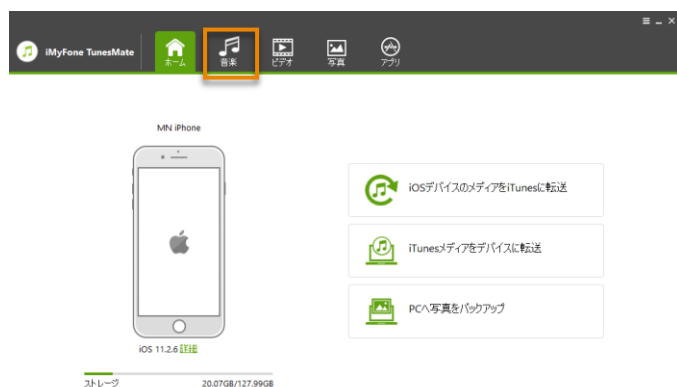 iMyFone TunesMate
ホーム
音楽
ビデオ
写真
アプリ
MN iPhone
iOS 11.2.6 詳細
ストレージ 20.07GB/127.99GB
iOSデバイスのメディアをiTunesに転送
iTunesメディアをデバイスに転送
PCへ写真をバックアップ